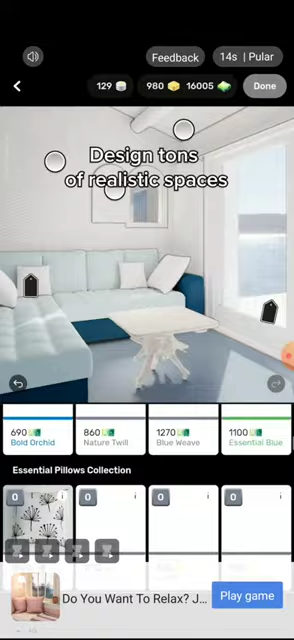 Feedback
14s | Pular
129
980
16005
Done
Design tons
of realistic spaces
690
Bold Orchid
860
Nature Twill
1270
Blue Weave
1100
Essential Blue
Essential Pillows Collection
0
i
0
i
0
i
0
i
Do You Want To Relax? J...
Play game